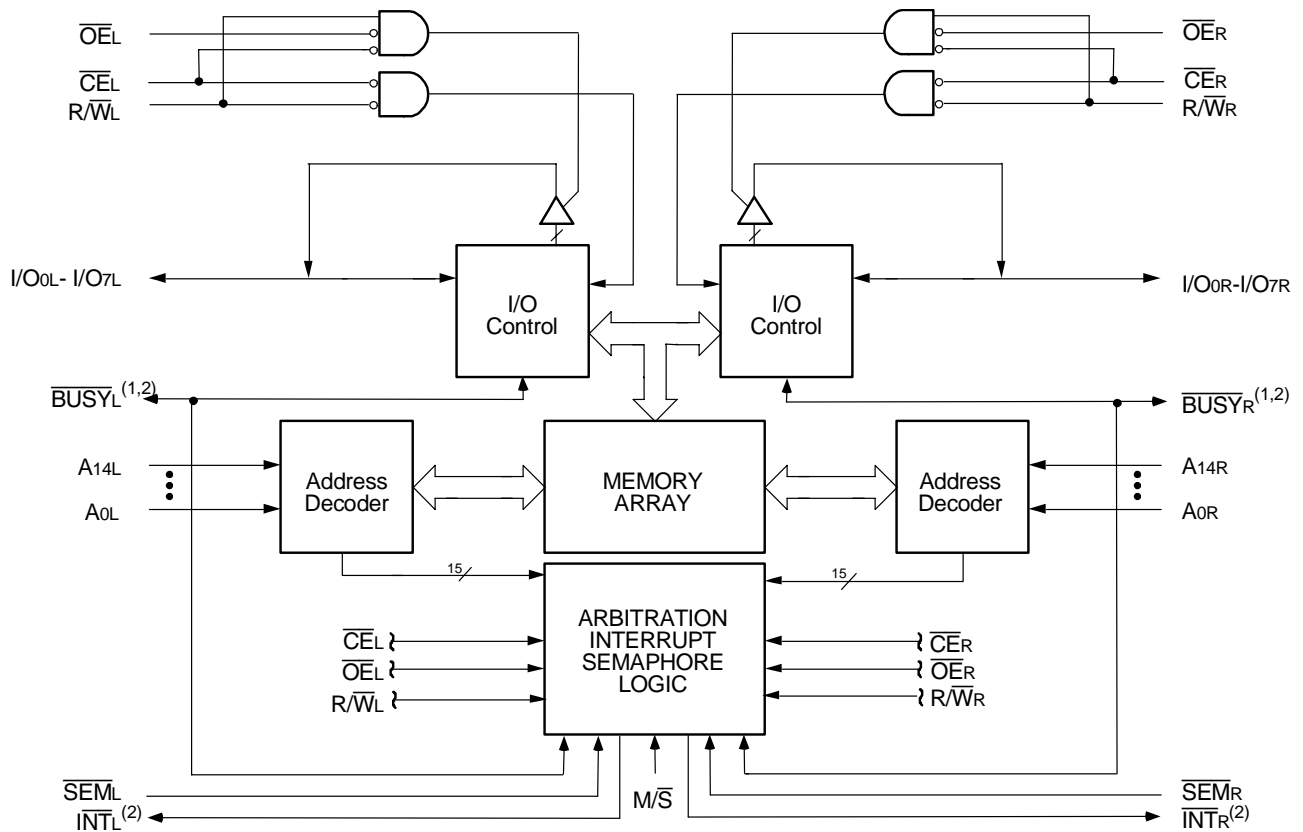 OEL
OER
CEL
CER
R/WL
R/WR
I/O0L- I/O7L
I/O
Control
I/O
Control
I/O0R-I/O7R
BUSYL(1,2)
BUSYR(1,2)
A14L
A0L
Address
Decoder
MEMORY
ARRAY
Address
Decoder
A14R
A0R
15
15
ARBITRATION
INTERRUPT
SEMAPHORE
LOGIC
CEL
OEL
R/WL
CER
OER
R/WR
SEML
INTL(2)
M/S
SEMR
INTR(2)